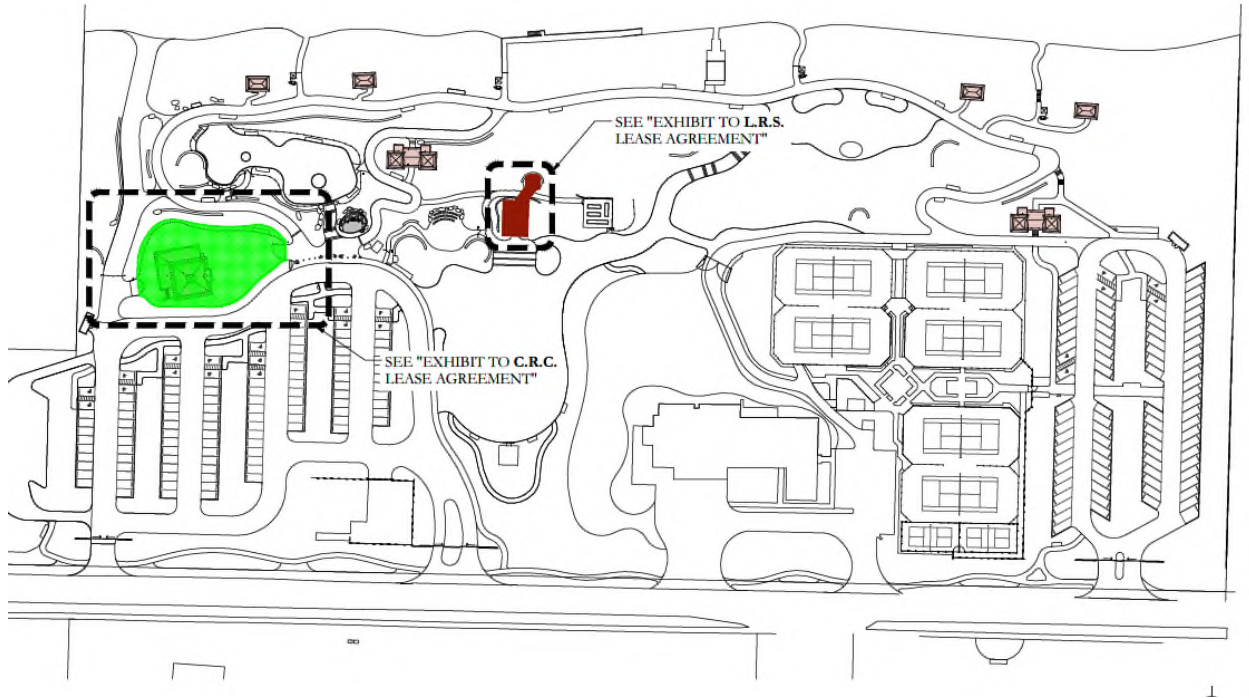 SEE "EXHIBIT TO L.R.S.
LEASE AGREEMENT"
SEE "EXHIBIT TO C.R.C.
LEASE AGREEMENT"